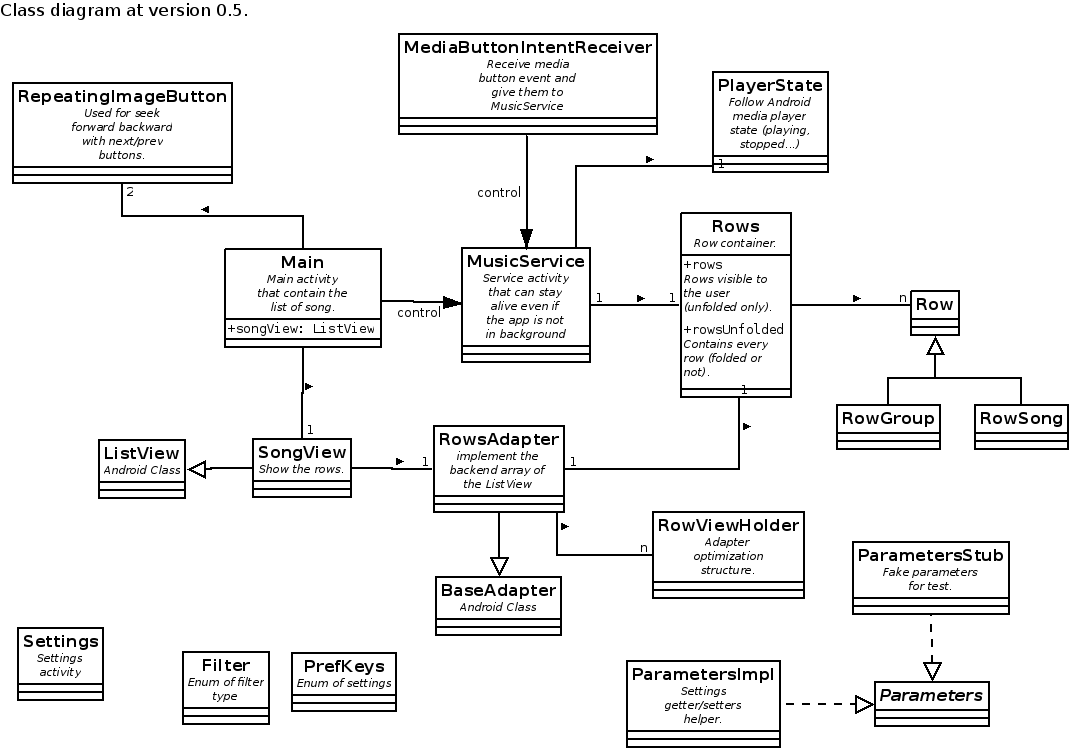 Class diagram at version 0.5.
MediaButtonIntentReceiver
Receive media
button event and
give them to
MusicService
RepeatingImageButton
Used for seek
forward backward
with next/prev
buttons.
PlayerState
Follow Android
media player
state (playing,
stopped...)
1
2
control
Main
Main activity
that contain the
list of song.
+songView: ListView
control
MusicService
Service activity
that can stay
alive even if
the app is not
in background
1
1
Rows
Row container.
+rows
Rows visible to
the user
(unfolded only).
+rowsUnfolded
Contains every
row (folded or
not).
1
n
Row
RowGroup
RowSong
1
ListView
Android Class
SongView
Show the rows.
1
RowsAdapter
implement the
backend array of
the ListView
1
n
RowViewHolder
Adapter
optimization
structure.
BaseAdapter
Android Class
ParametersStub
Fake parameters
for test.
Settings
Settings
activity
Filter
Enum of filter
type
PrefKeys
Enum of settings
ParametersImpl
Settings
getter/setters
helper.
Parameters